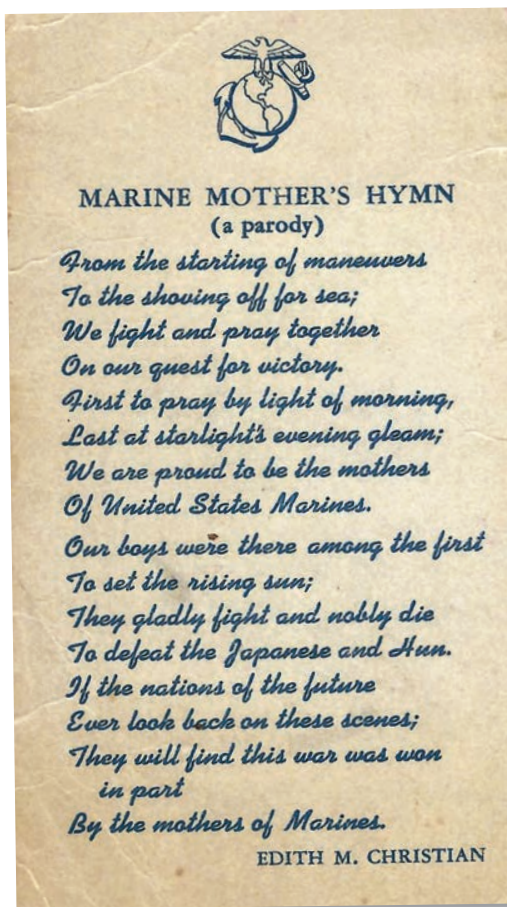 MARINE MOTHER'S HYMN
(a parody)
From the starting of maneuvers
To the shoving off for sea;
We fight and pray together
On our quest for victory.
First to pray by light of morning,
Last at starlight's evening gleam;
We are proud to be the mothers
Of United States Marines.
Our boys were there among the first
To set the rising sun;
They gladly fight and nobly die
To defeat the Japanese and Hun.
If the nations of the future
Ever look back on these scenes;
They will find this war was won
in part
By the mothers of Marines.
EDITH M. CHRISTIAN